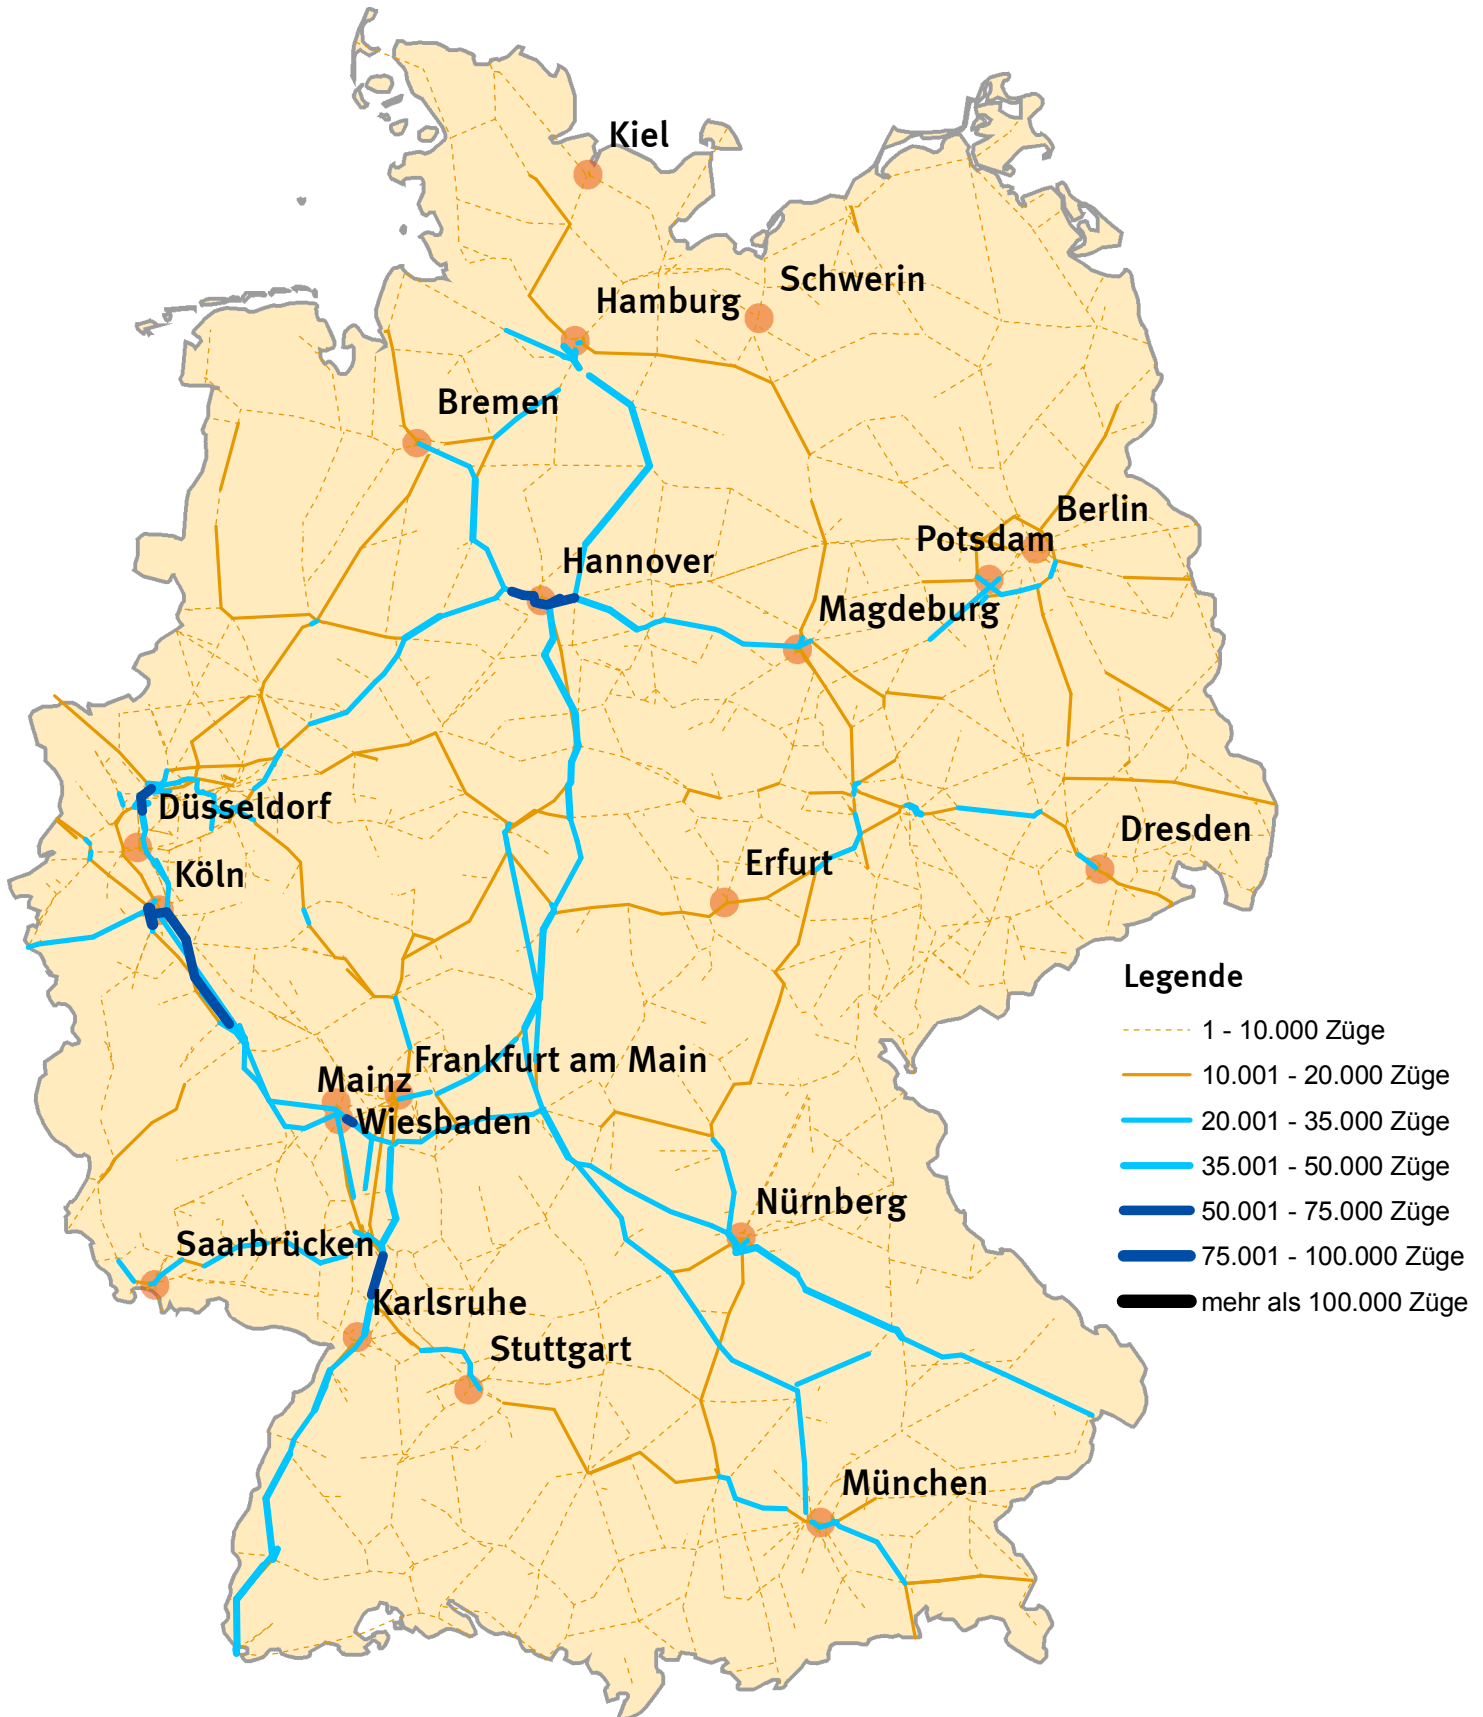 Kiel
Schwerin
Hamburg
Bremen
Berlin
Potsdam
Hannover
Magdeburg
Düsseldorf
Dresden
Köln
Erfurt
Frankfurt am Main
Mainz
Wiesbaden
Nürnberg
Saarbrücken
Karlsruhe
Stuttgart
München
Legende
1 - 10.000 Züge
10.001 - 20.000 Züge
20.001 - 35.000 Züge
35.001 - 50.000 Züge
50.001 - 75.000 Züge
75.001 - 100.000 Züge
mehr als 100.000 Züge